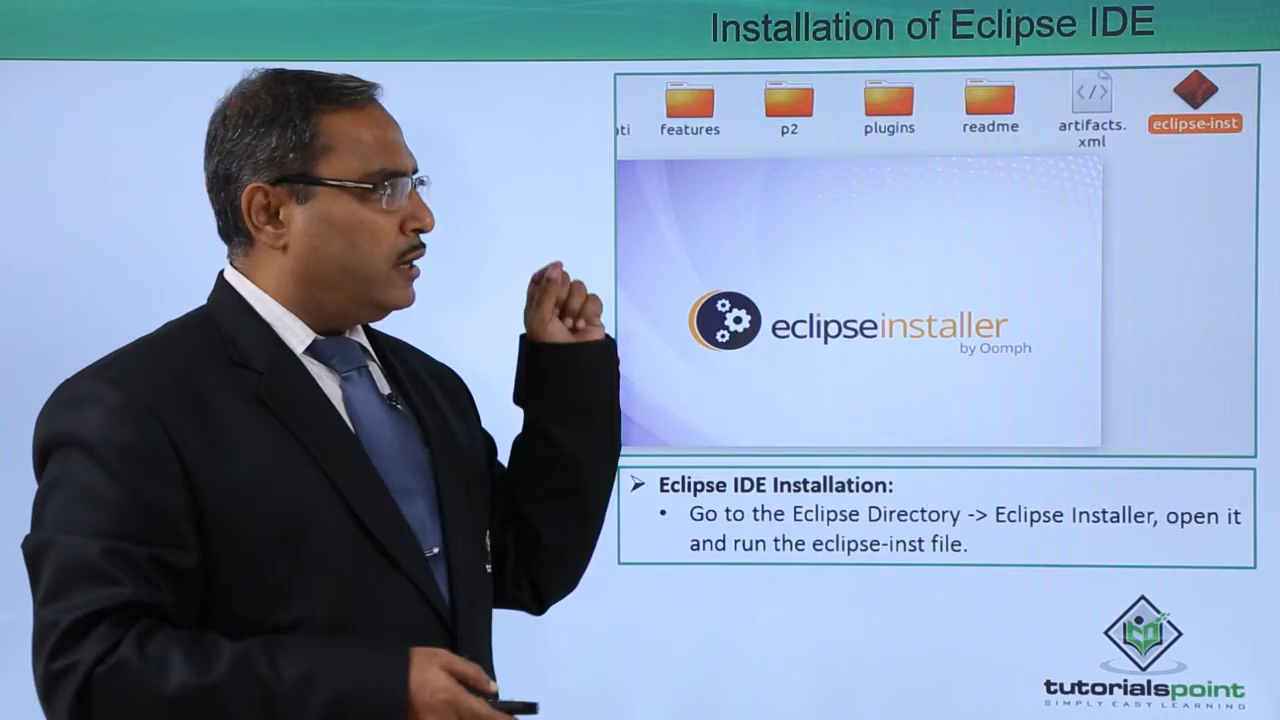 Installation of Eclipse IDE
ati
features
p2
plugins
readme
artifacts.
xml
eclipse-inst
eclipseinstaller
by Oomph
➢ Eclipse IDE Installation:
• Go to the Eclipse Directory -> Eclipse Installer, open it
and run the eclipse-inst file.
tutorialspoint
SIMPLY EASY LEARNING